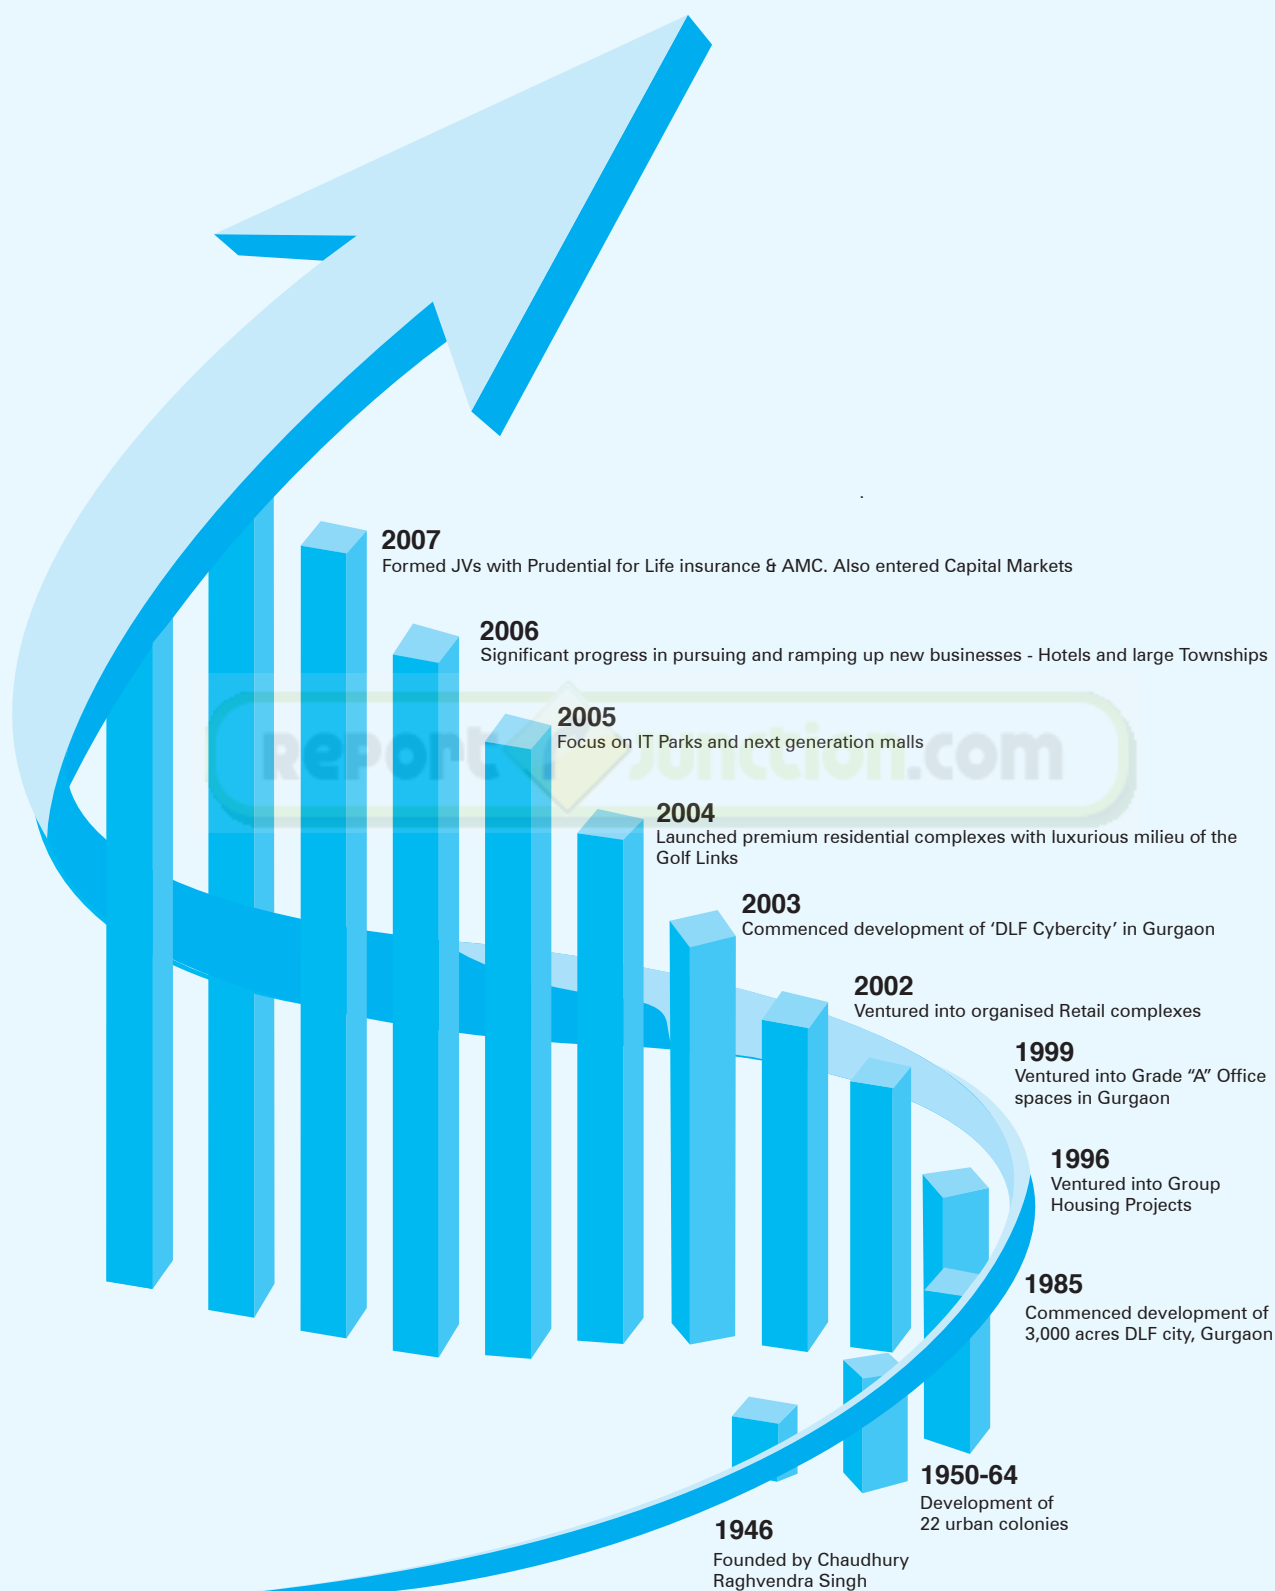 2007
Formed JVs with Prudential for Life insurance & AMC. Also entered Capital Markets
2006
Significant progress in pursuing and ramping up new businesses - Hotels and large Townships
2005
Focus on IT Parks and next generation malls
RepORt Junction.com
2004
Launched premium residential complexes with luxurious milieu of the
Golf Links
2003
Commenced development of ‘DLF Cybercity’ in Gurgaon
2002
Ventured into organised Retail complexes
1999
Ventured into Grade “A” Office
spaces in Gurgaon
1996
Ventured into Group
Housing Projects
1985
Commenced development of
3,000 acres DLF city, Gurgaon
1950-64
Development of
22 urban colonies
1946
Founded by Chaudhury
Raghvendra Singh